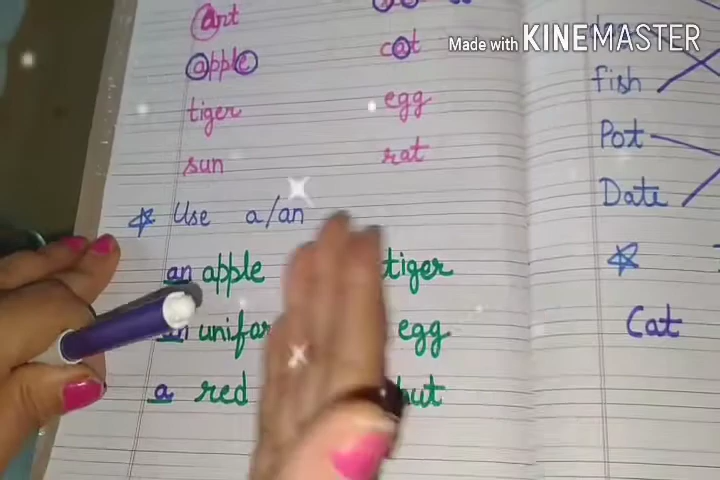 Made with KINEMASTER
ant
apple cat
tiger egg
sun rat
Use a/an
an apple tiger
egg
a red hut
fish
Pot
Date
Cat